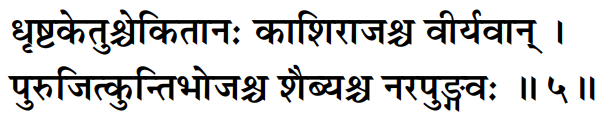 धृष्टकेतुश्चेकितानः काशिराजश्च वीर्यवान् ।
पुरुजित्कुन्तिभोजश्च शैब्यश्च नरपुङ्गवः ॥ ५ ॥